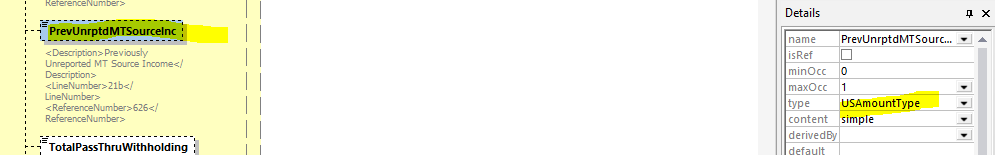 ReferenceNumber>
PrevUnrptdMTSourceInc
<Description>Previously
Unreported MT Source Income</
Description>
<LineNumber>21b</
LineNumber>
<ReferenceNumber>626</
ReferenceNumber>
TotalPassThruWithholding
Details
name PrevUnrptdMTSourc...
isRef
minOcc 0
maxOcc 1
type USAmountType
content simple
derivedBy
default